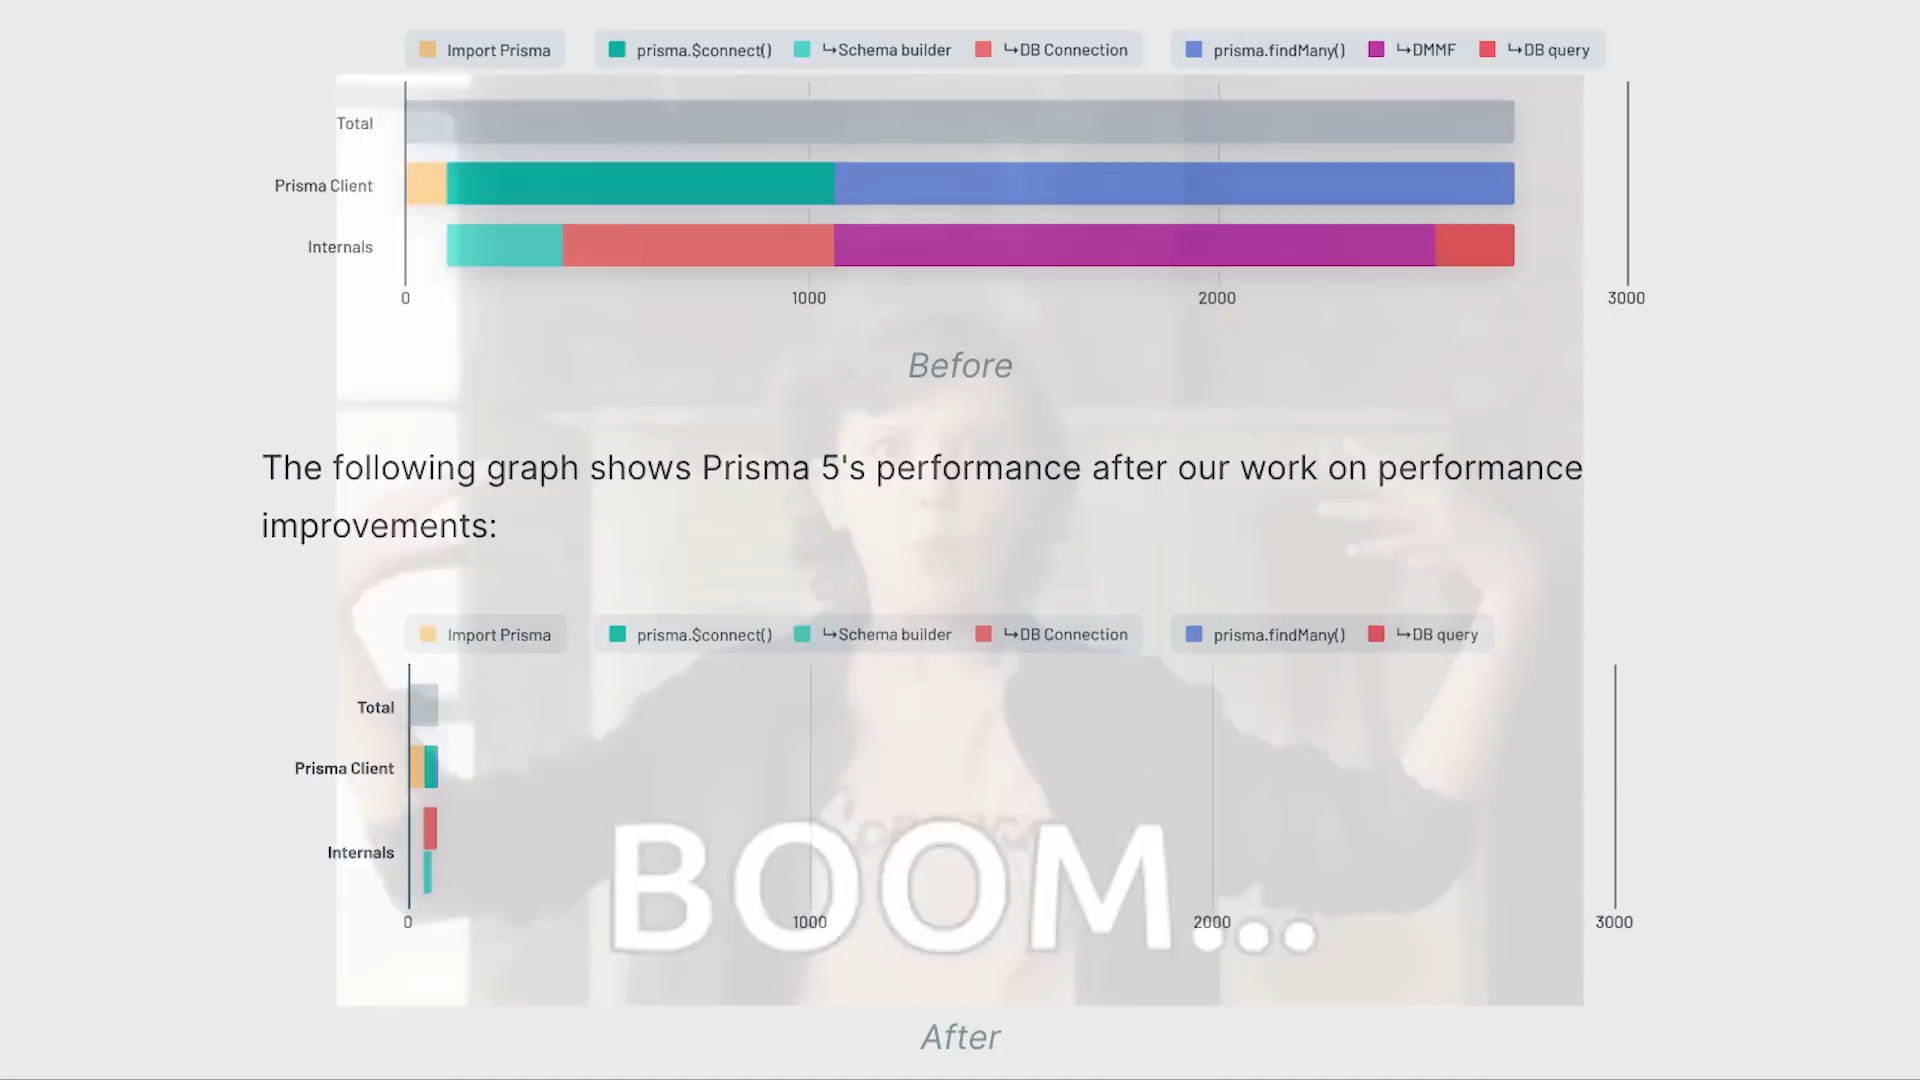 Import Prisma prisma.$connect() ↳Schema builder ↳DB Connection prisma.findMany() ↳DMMF ↳DB query
Total
Prisma Client
Internals
0 1000 2000 3000
Before
The following graph shows Prisma 5's performance after our work on performance
improvements:
Import Prisma prisma.$connect() ↳Schema builder ↳DB Connection prisma.findMany() ↳DB query
Total
Prisma Client
Internals
BOOM...
0 1000 2000 3000
After